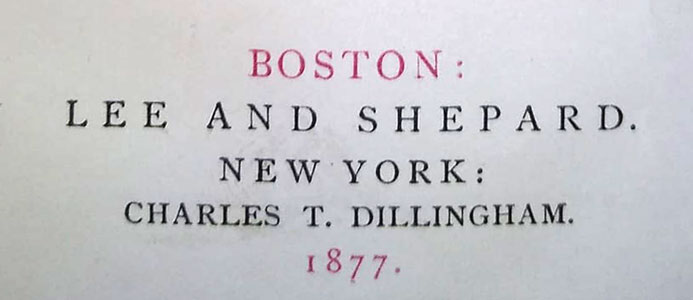 BOSTON:
LEE AND SHEPARD.
NEW YORK:
CHARLES T. DILLINGHAM.
1877.